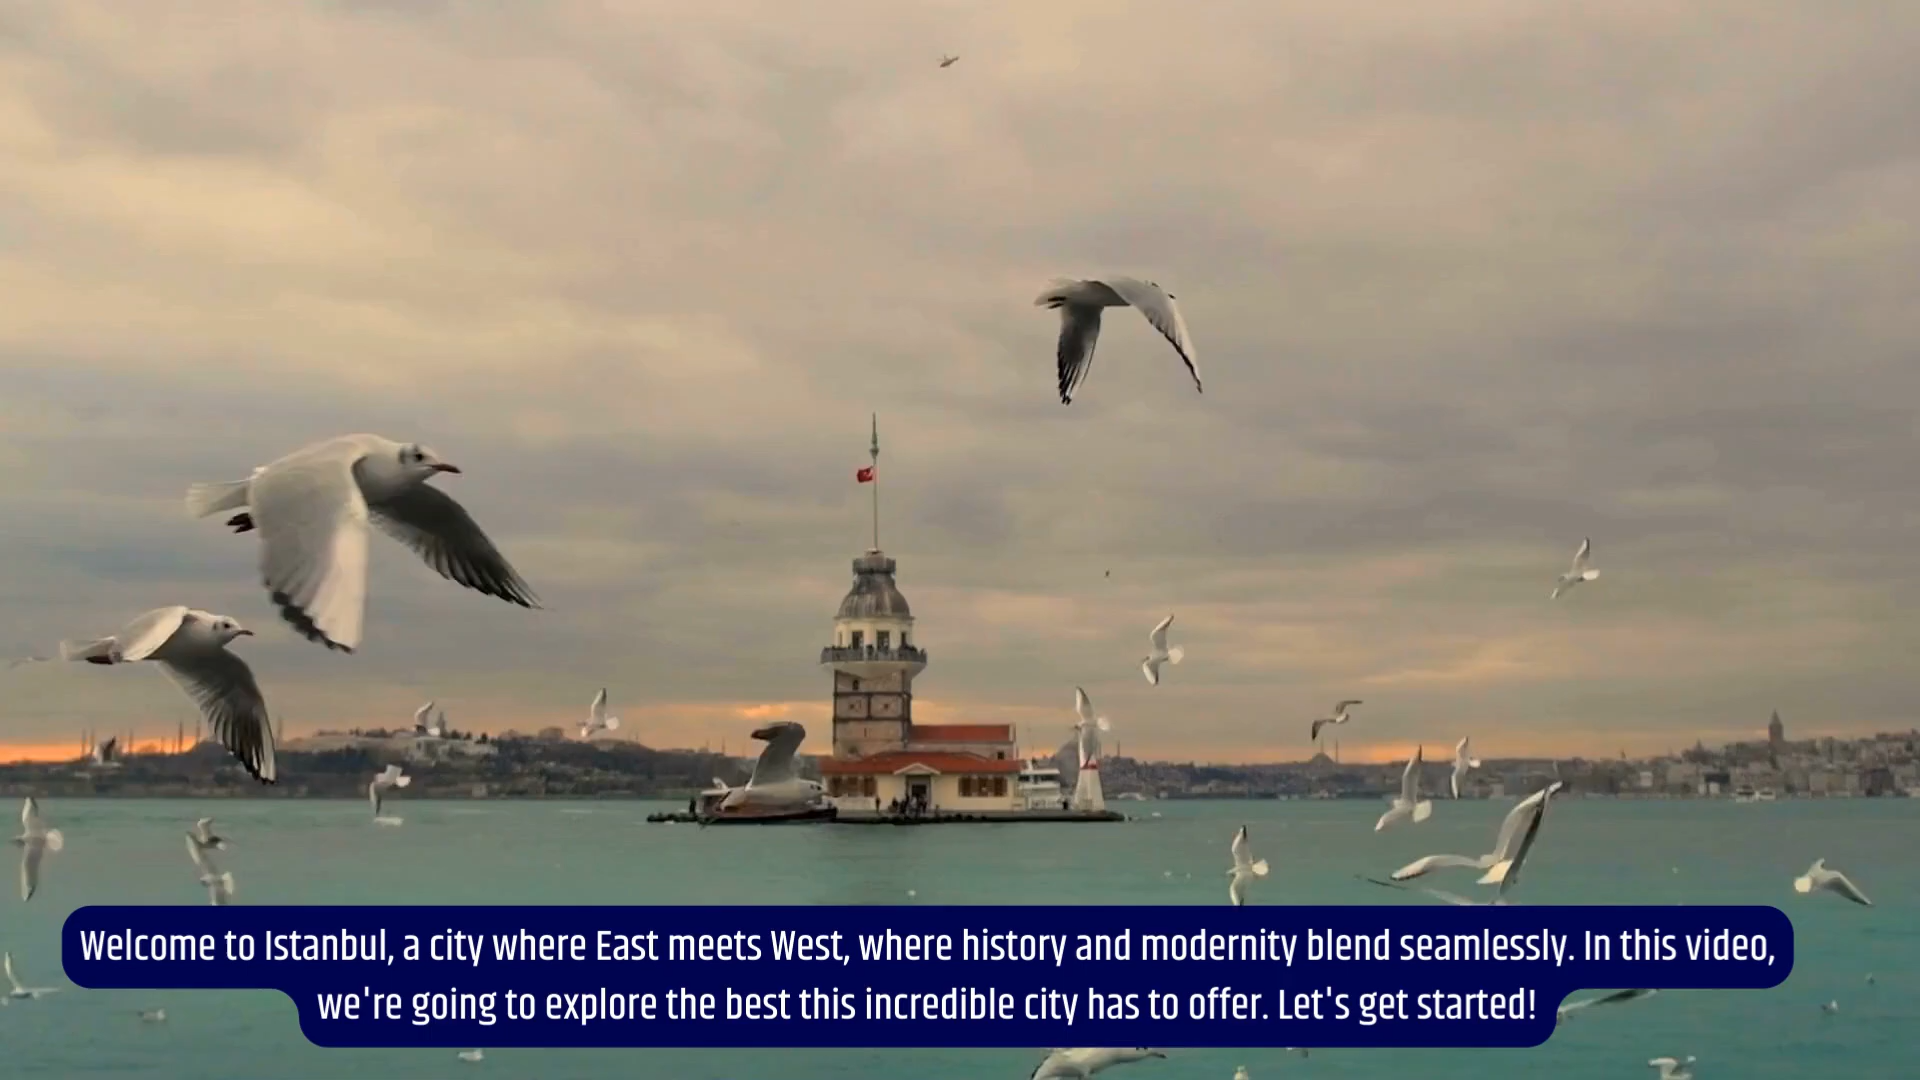 Welcome to Istanbul, a city where East meets West, where history and modernity blend seamlessly. In this video,
we're going to explore the best this incredible city has to offer. Let's get started!